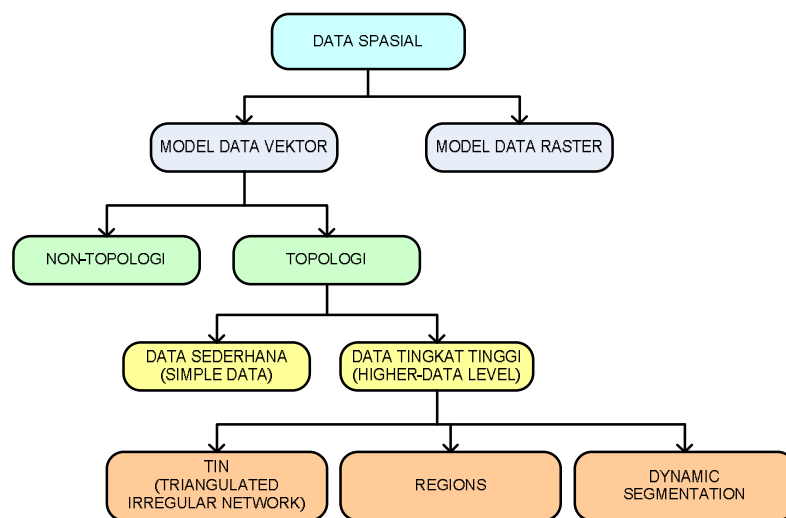 DATA SPASIAL
MODEL DATA VEKTOR
MODEL DATA RASTER
NON-TOPOLOGI
TOPOLOGI
DATA SEDERHANA
(SIMPLE DATA)
DATA TINGKAT TINGGI
(HIGHER-DATA LEVEL)
TIN
(TRIANGULATED
IRREGULAR NETWORK)
REGIONS
DYNAMIC
SEGMENTATION